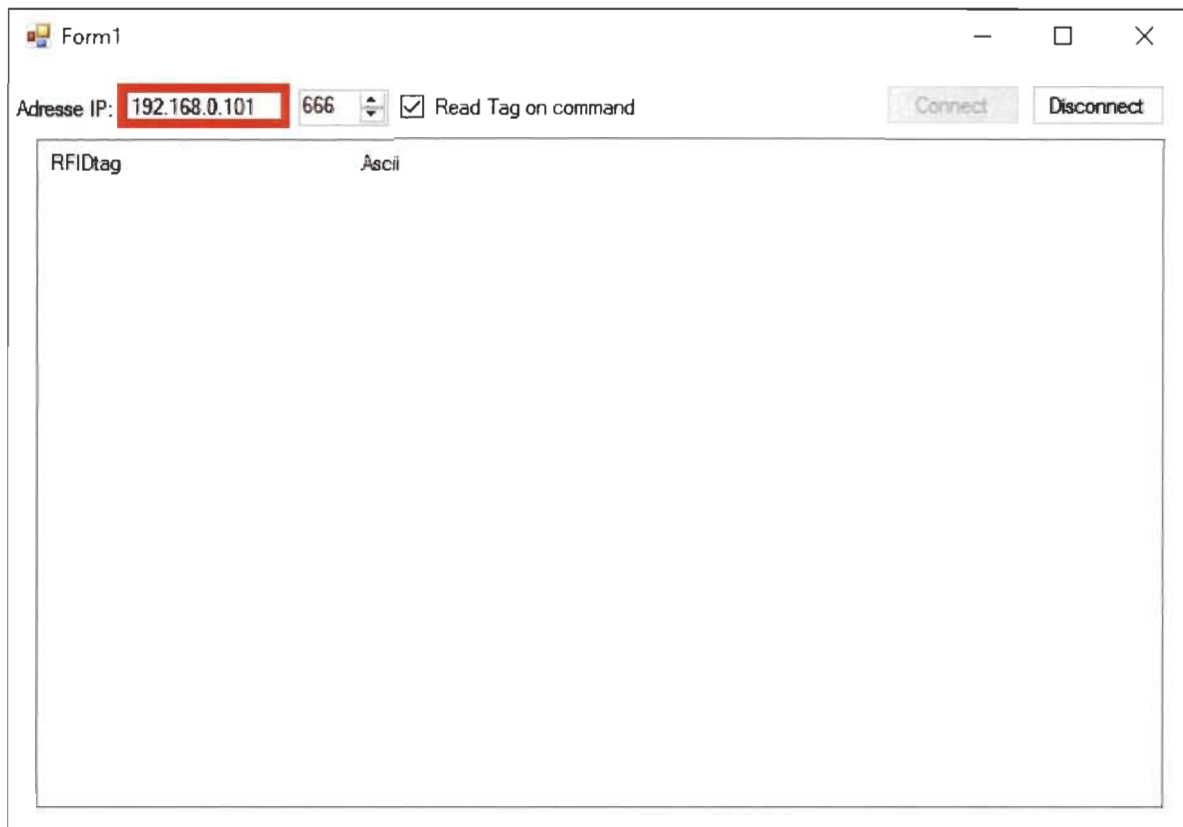 Form1
Adresse IP: 192.168.0.101 666 Read Tag on command Connect Disconnect
RFIDtag Ascii